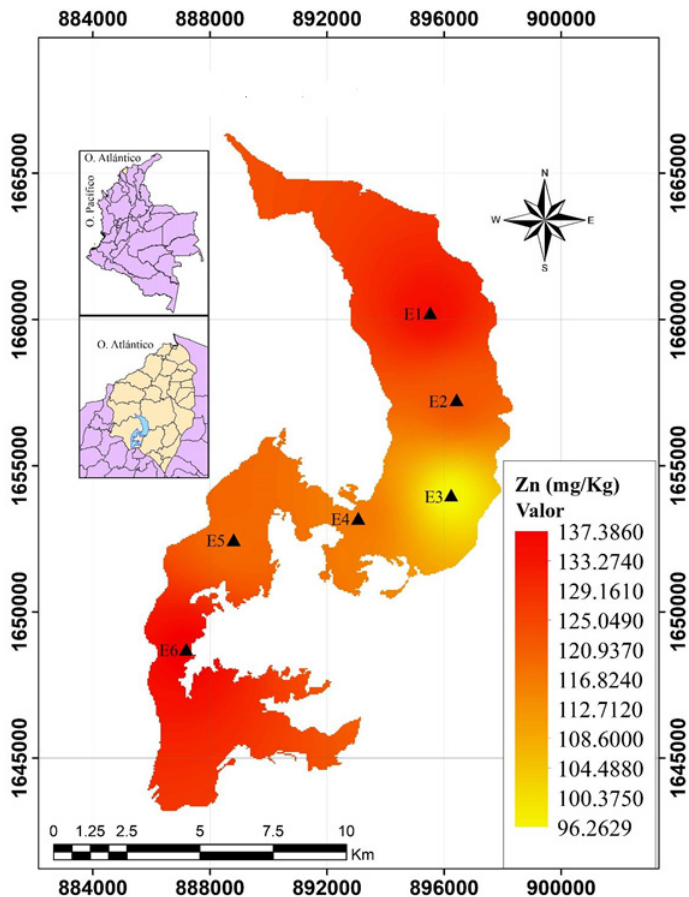 884000 888000 892000 896000 900000
1665000
1660000
1655000
1650000
1645000
O. Atlántico
O. Pacífico
O. Atlántico
N
W E
S
E1
E2
E3
E4
E5
E6
Zn (mg/Kg)
Valor
137.3860
133.2740
129.1610
125.0490
120.9370
116.8240
112.7120
108.6000
104.4880
100.3750
96.2629
0 1.25 2.5 5 7.5 10
Km
1665000
1660000
1655000
1650000
1645000
884000 888000 892000 896000 900000